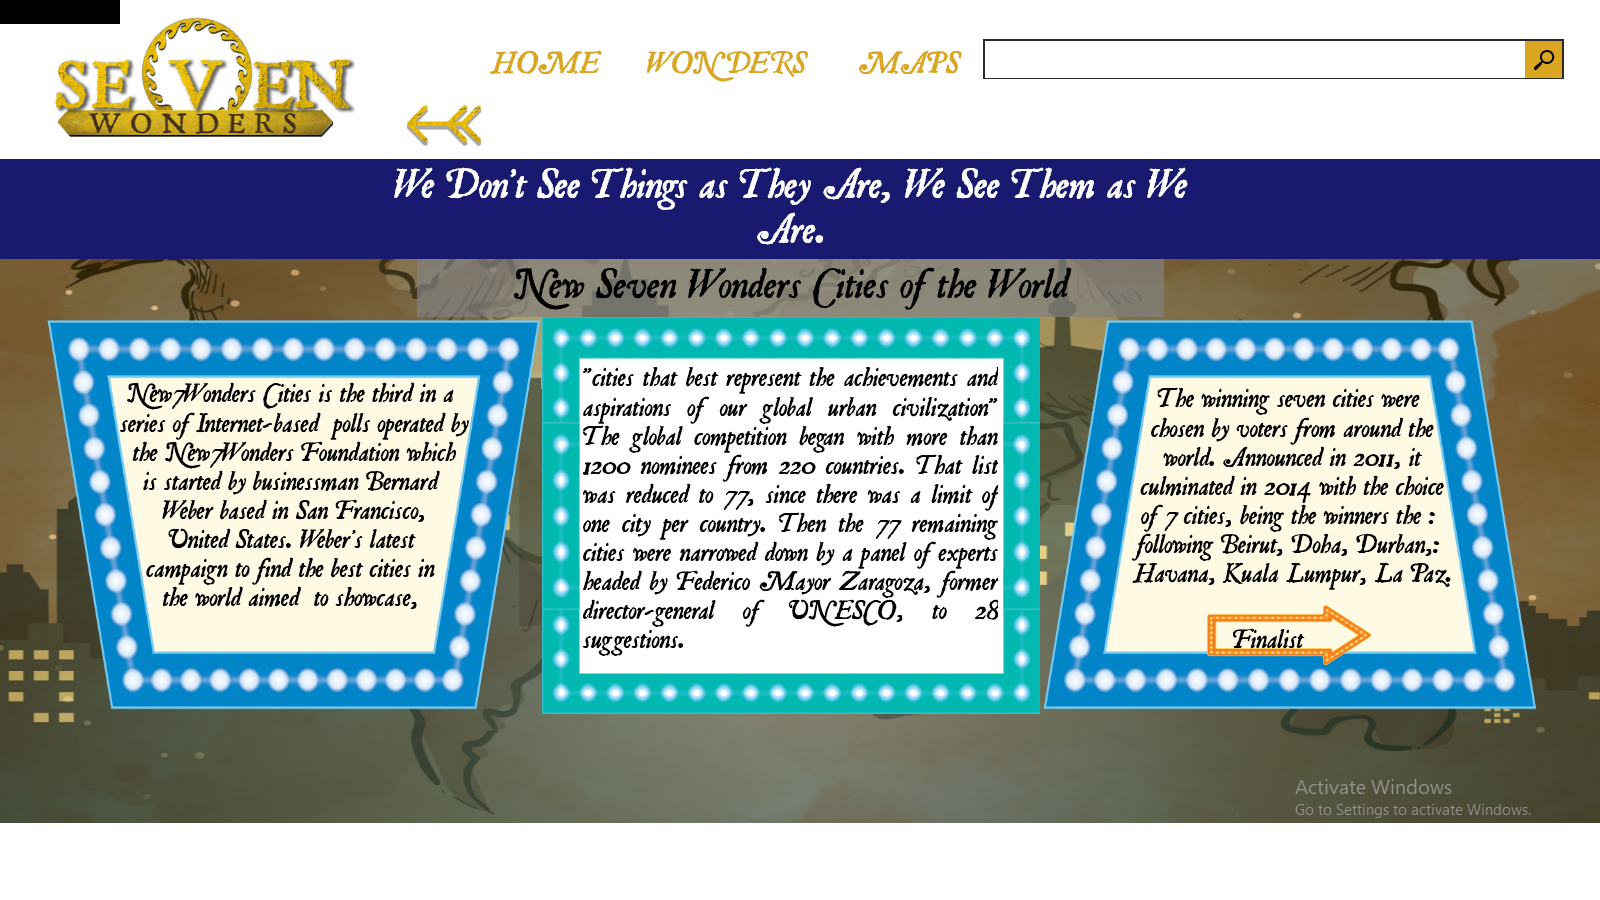 SEVEN
WONDERS
HOME WONDERS MAPS
We Don't See Things as They Are, We See Them as We
Are.
New Seven Wonders Cities of the World
New7Wonders Cities is the third in a
series of Internet-based polls operated by
the New7Wonders Foundation which
is started by businessman Bernard
Weber based in San Francisco,
United States. Weber's latest
campaign to find the best cities in
the world aimed to showcase,
"cities that best represent the achievements and
aspirations of our global urban civilization"
The global competition began with more than
1200 nominees from 220 countries. That list
was reduced to 77, since there was a limit of
one city per country. Then the 77 remaining
cities were narrowed down by a panel of experts
headed by Federico Mayor Zaragoza, former
director-general of UNESCO, to 28
suggestions.
The winning seven cities were
chosen by voters from around the
world. Announced in 2011, it
culminated in 2014 with the choice
of 7 cities, being the winners the :
following Beirut, Doha, Durban,:
Havana, Kuala Lumpur, La Paz.
Finalist
Activate Windows
Go to Settings to activate Windows.